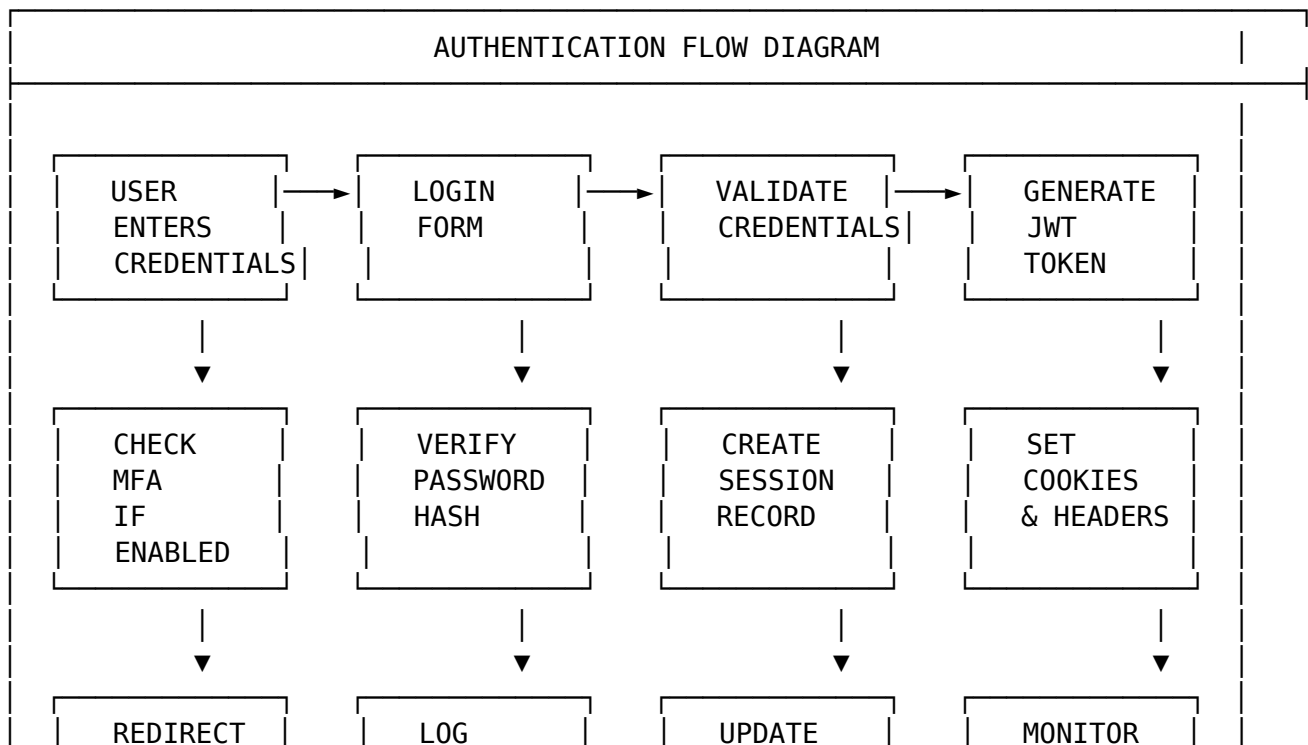 AUTHENTICATION FLOW DIAGRAM
USER LOGIN VALIDATE GENERATE
ENTERS FORM CREDENTIALS JWT
CREDENTIALS TOKEN
CHECK VERIFY CREATE SET
MFA PASSWORD SESSION COOKIES
IF HASH RECORD & HEADERS
ENABLED
REDIRECT LOG UPDATE MONITOR